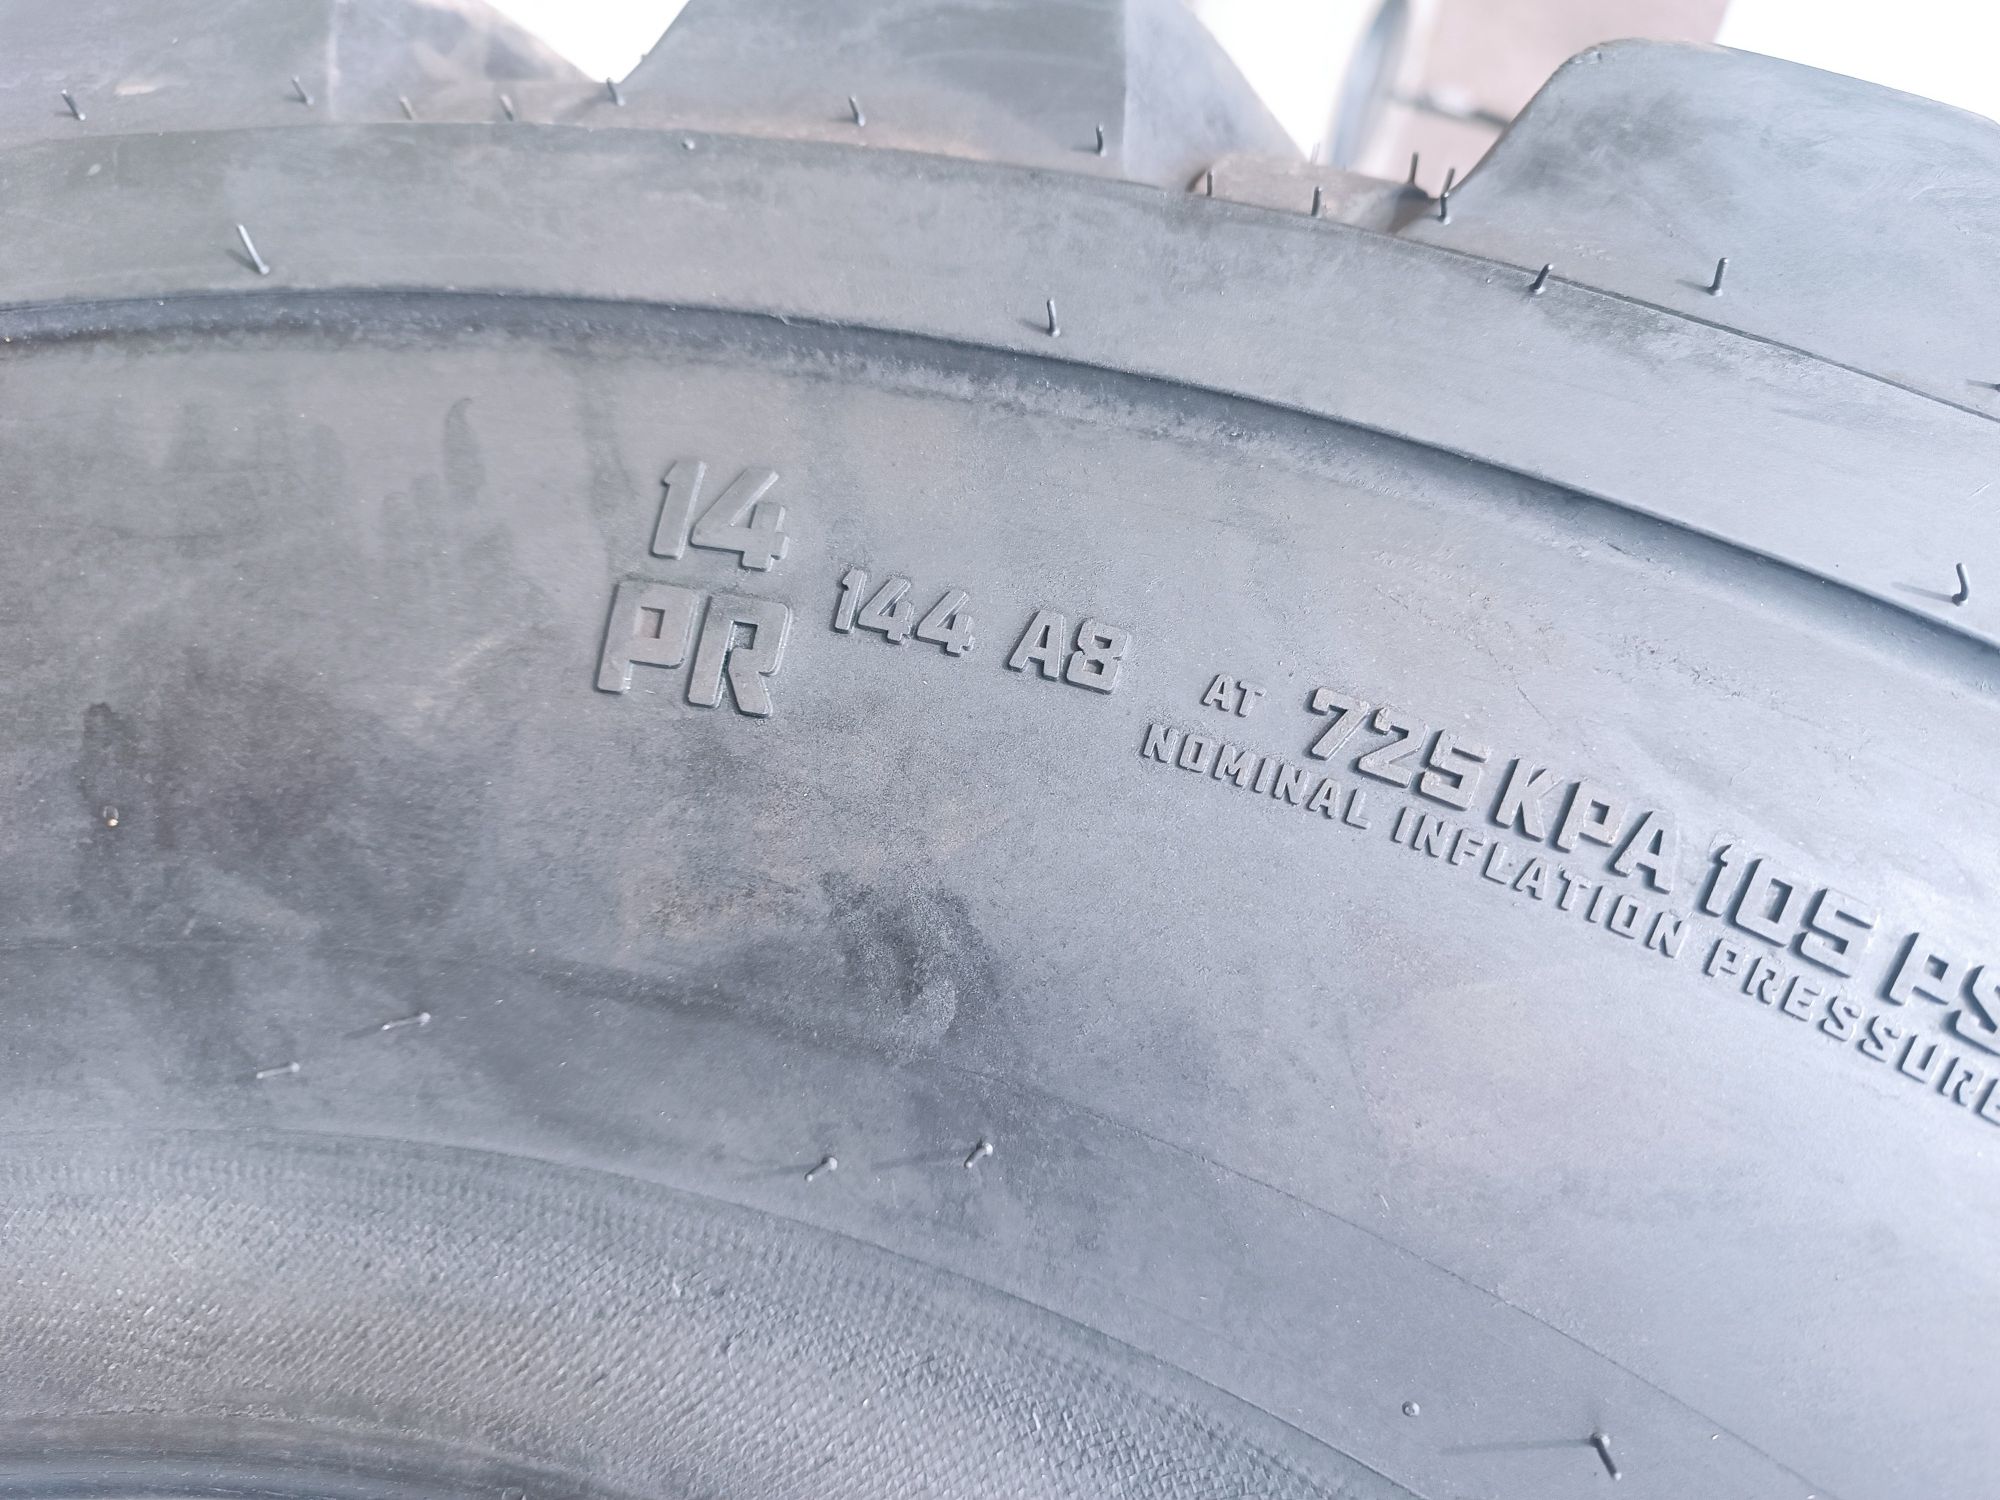 14
PR
144 A8 AT 725 KPA 105 PS
NOMINAL INFLATION PRESSURE